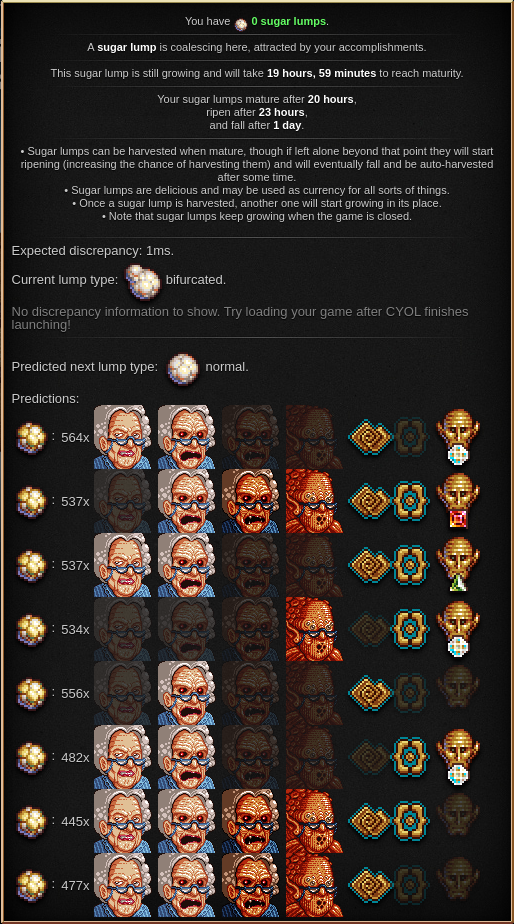 You have 0 sugar lumps.
A sugar lump is coalescing here, attracted by your accomplishments.
This sugar lump is still growing and will take 19 hours, 59 minutes to reach maturity.
Your sugar lumps mature after 20 hours,
ripen after 23 hours,
and fall after 1 day.
• Sugar lumps can be harvested when mature, though if left alone beyond that point they will start
ripening (increasing the chance of harvesting them) and will eventually fall and be auto-harvested
after some time.
• Sugar lumps are delicious and may be used as currency for all sorts of things.
• Once a sugar lump is harvested, another one will start growing in its place.
• Note that sugar lumps keep growing when the game is closed.
Expected discrepancy: 1ms.
Current lump type: bifurcated.
No discrepancy information to show. Try loading your game after CYOL finishes
launching!
Predicted next lump type: normal.
Predictions:
: 564x
: 537x
: 537x
: 534x
: 556x
: 482x
: 445x
: 477x